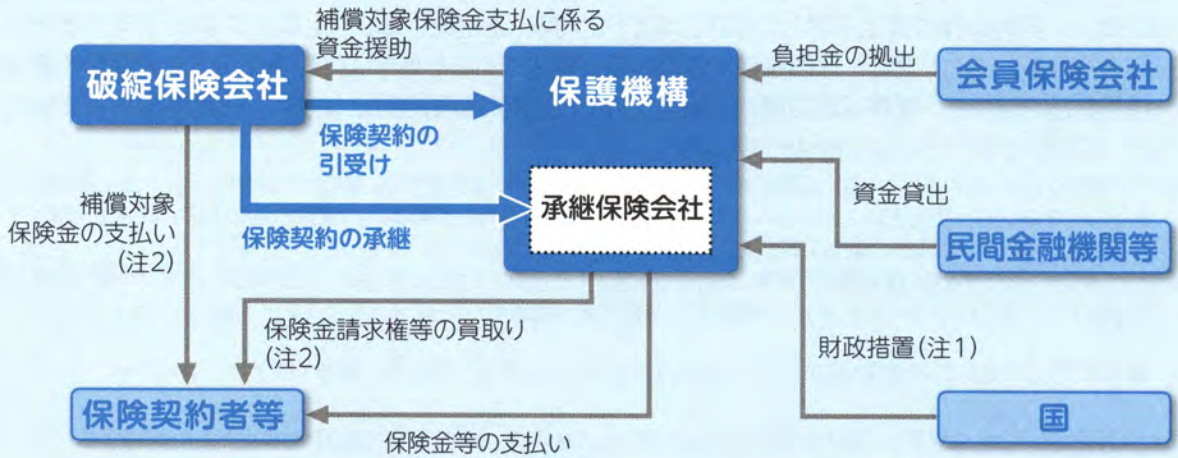 補償対象保険金支払に係る
資金援助
破綻保険会社
保護機構
負担金の拠出
会員保険会社
保険契約の
引受け
承継保険会社
補償対象
保険金の支払い
(注2)
保険契約の承継
資金貸出
民間金融機関等
保険金請求権等の買取り
(注2)
財政措置(注1)
保険契約者等
保険金等の支払い
国